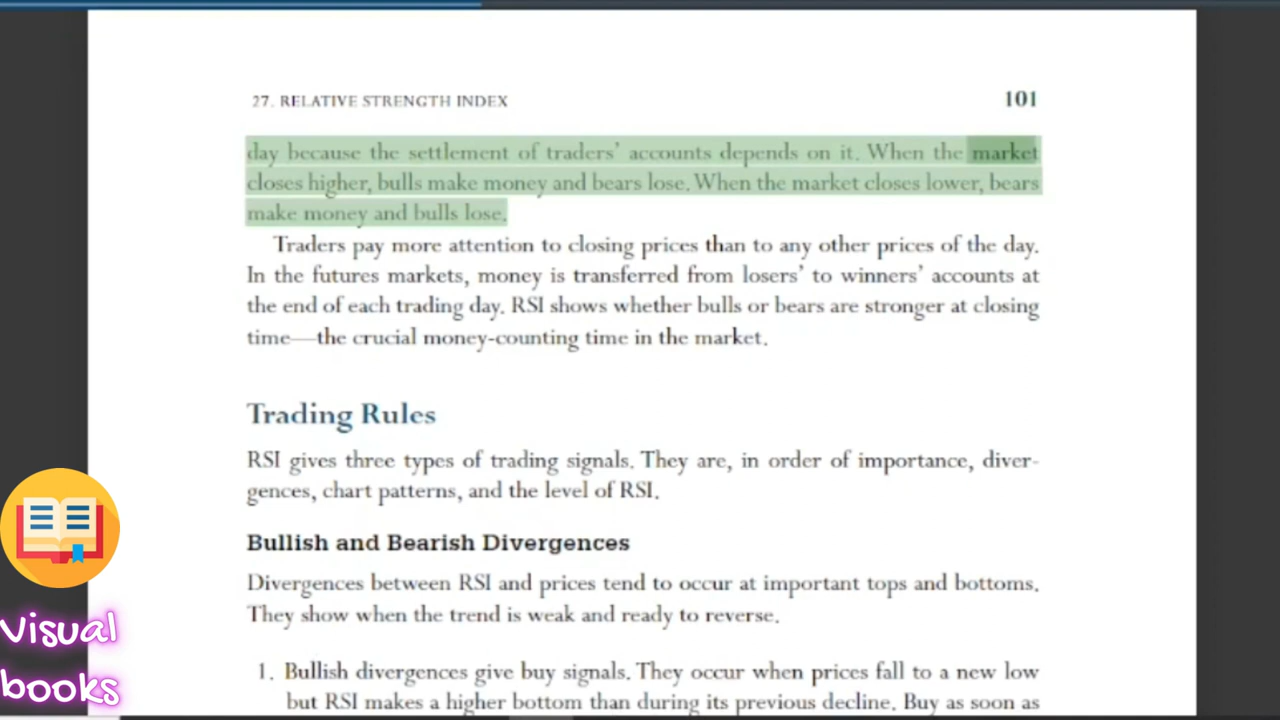 27. RELATIVE STRENGTH INDEX 101
day because the settlement of traders’ accounts depends on it. When the market
closes higher, bulls make money and bears lose. When the market closes lower, bears
make money and bulls lose.
Traders pay more attention to closing prices than to any other prices of the day.
In the futures markets, money is transferred from losers’ to winners’ accounts at
the end of each trading day. RSI shows whether bulls or bears are stronger at closing
time—the crucial money-counting time in the market.
Trading Rules
RSI gives three types of trading signals. They are, in order of importance, diver-
gences, chart patterns, and the level of RSI.
Bullish and Bearish Divergences
Divergences between RSI and prices tend to occur at important tops and bottoms.
They show when the trend is weak and ready to reverse.
1. Bullish divergences give buy signals. They occur when prices fall to a new low
but RSI makes a higher bottom than during its previous decline. Buy as soon as
Visual
books